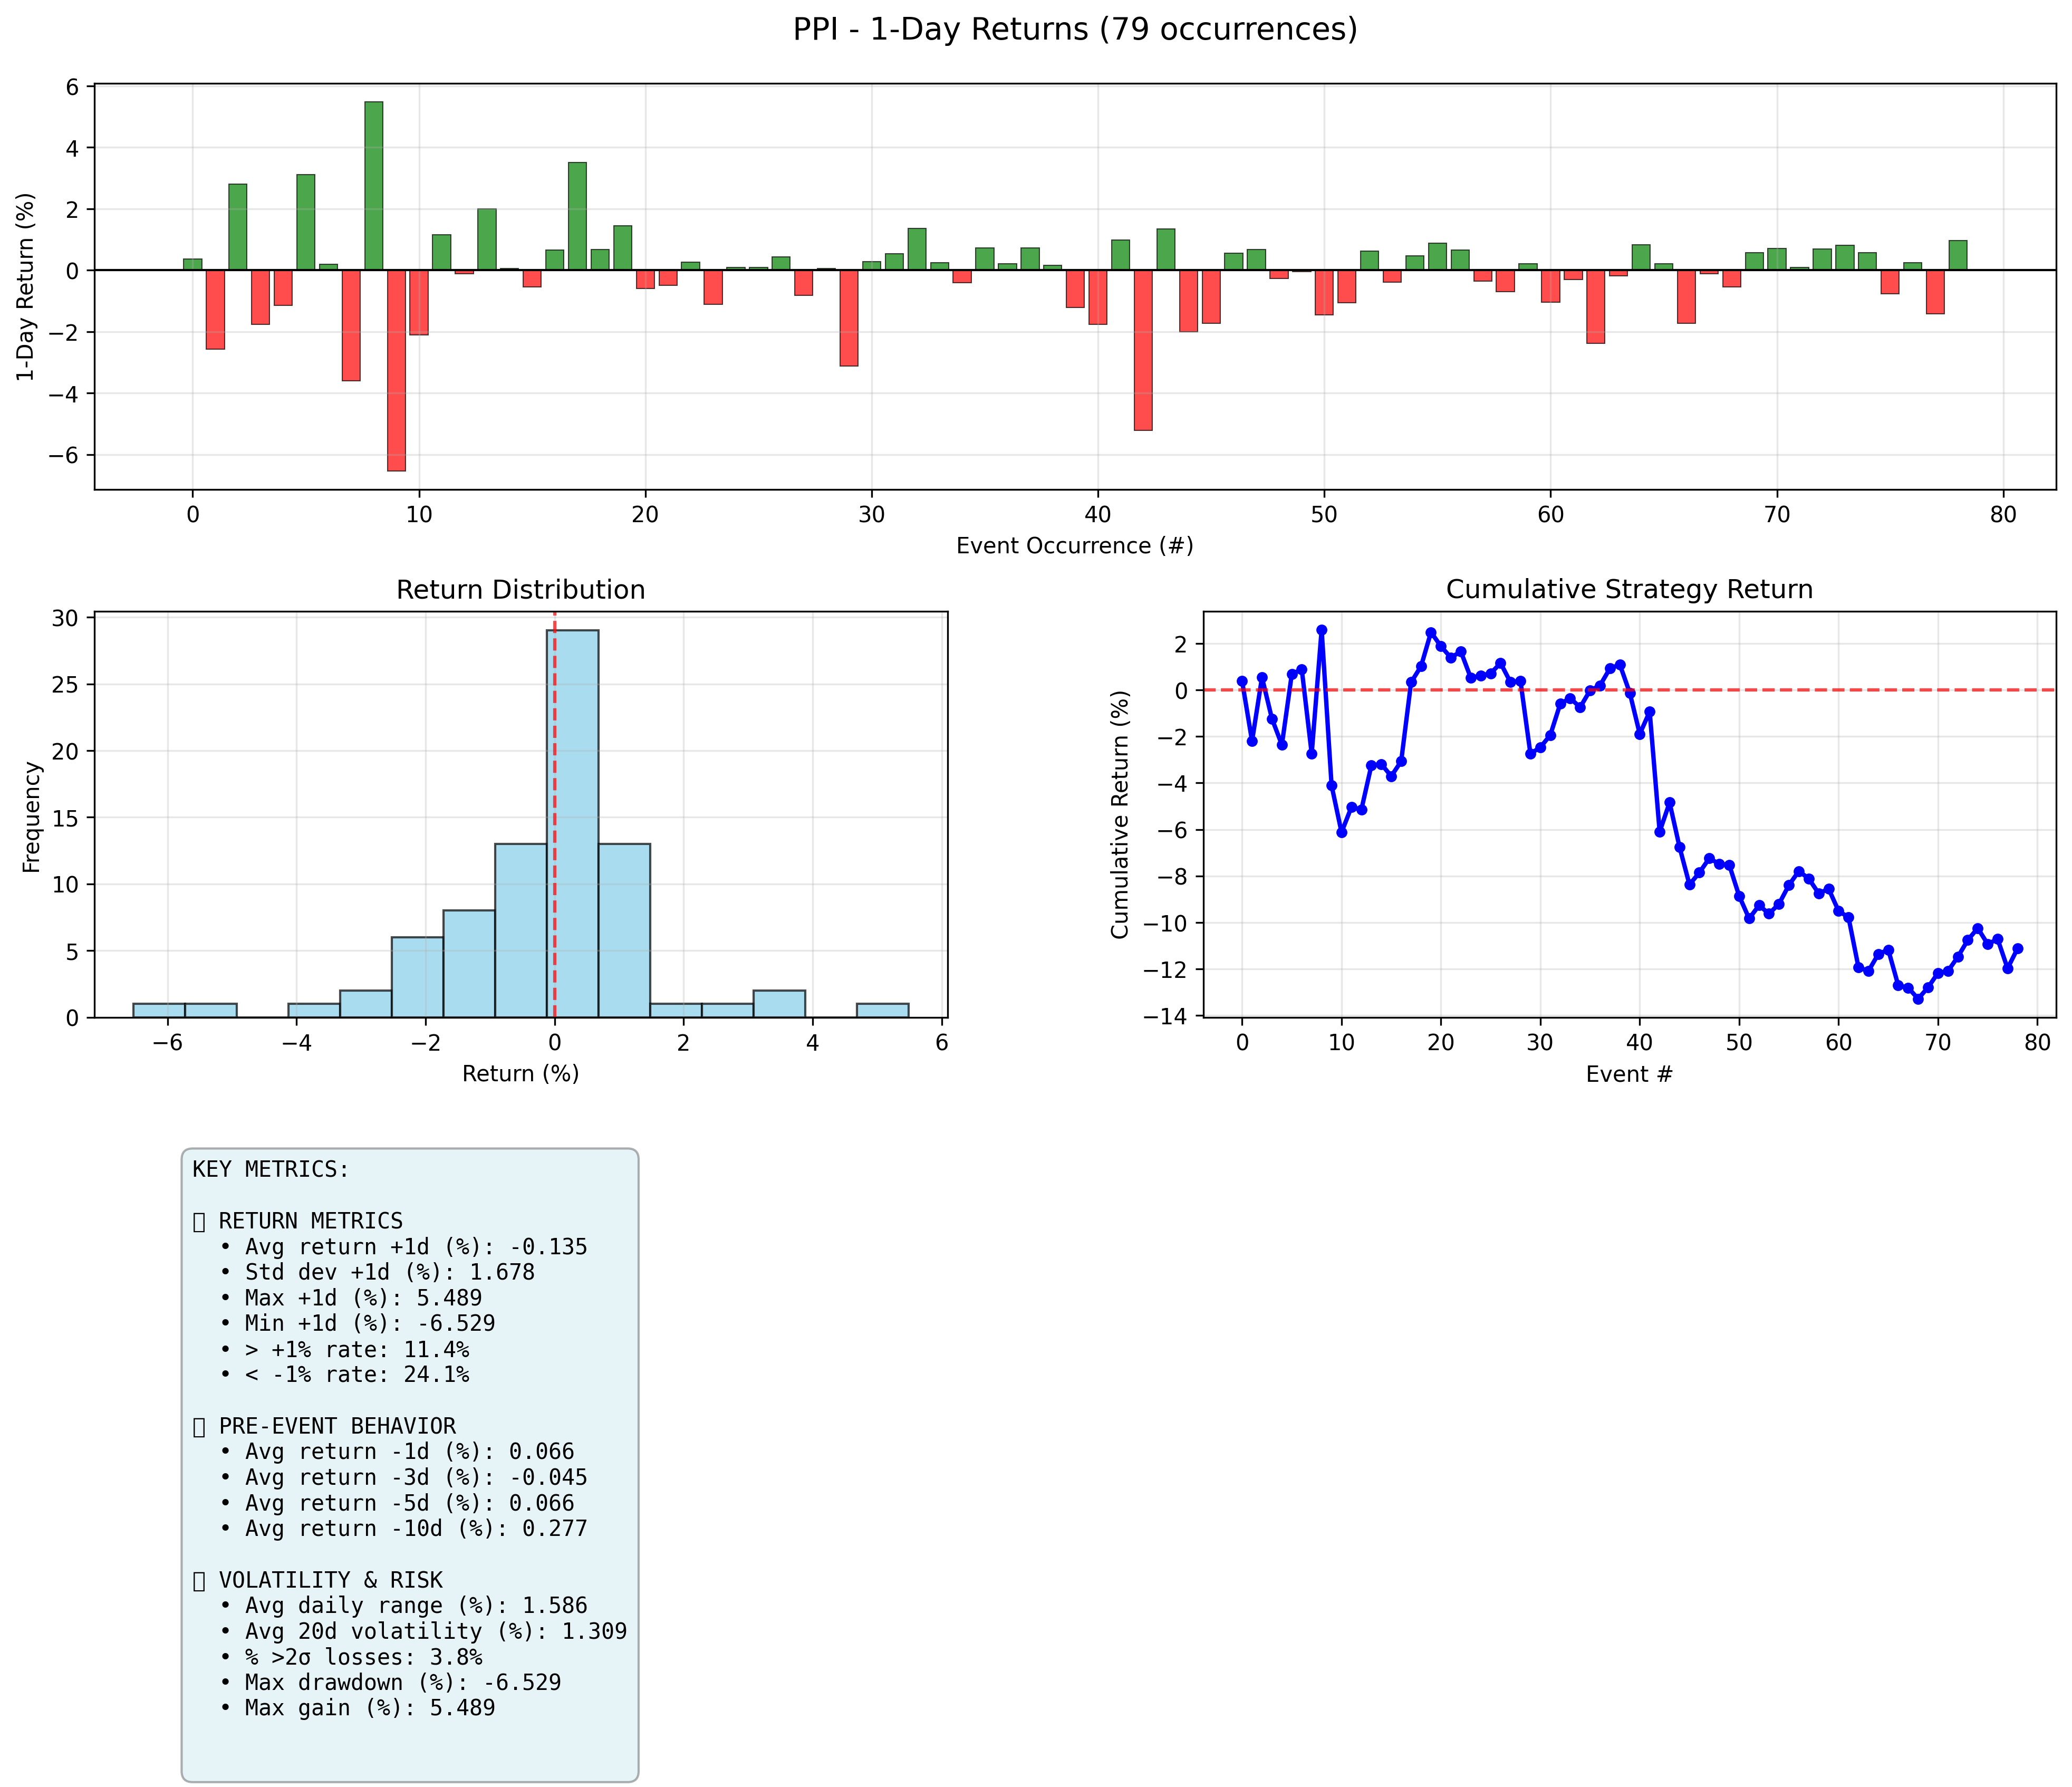 PPI - 1-Day Returns (79 occurrences)
1-Day Return (%)
6
4
2
0
−2
−4
−6
0 10 20 30 40 50 60 70 80
Event Occurrence (#)
Return Distribution
Frequency
30
25
20
15
10
5
0
−6 −4 −2 0 2 4 6
Return (%)
Cumulative Strategy Return
Cumulative Return (%)
2
0
−2
−4
−6
−8
−10
−12
−14
0 10 20 30 40 50 60 70 80
Event #
KEY METRICS:
RETURN METRICS
• Avg return +1d (%): -0.135
• Std dev +1d (%): 1.678
• Max +1d (%): 5.489
• Min +1d (%): -6.529
• > +1% rate: 11.4%
• < -1% rate: 24.1%
PRE-EVENT BEHAVIOR
• Avg return -1d (%): 0.066
• Avg return -3d (%): -0.045
• Avg return -5d (%): 0.066
• Avg return -10d (%): 0.277
VOLATILITY & RISK
• Avg daily range (%): 1.586
• Avg 20d volatility (%): 1.309
• % >2σ losses: 3.8%
• Max drawdown (%): -6.529
• Max gain (%): 5.489